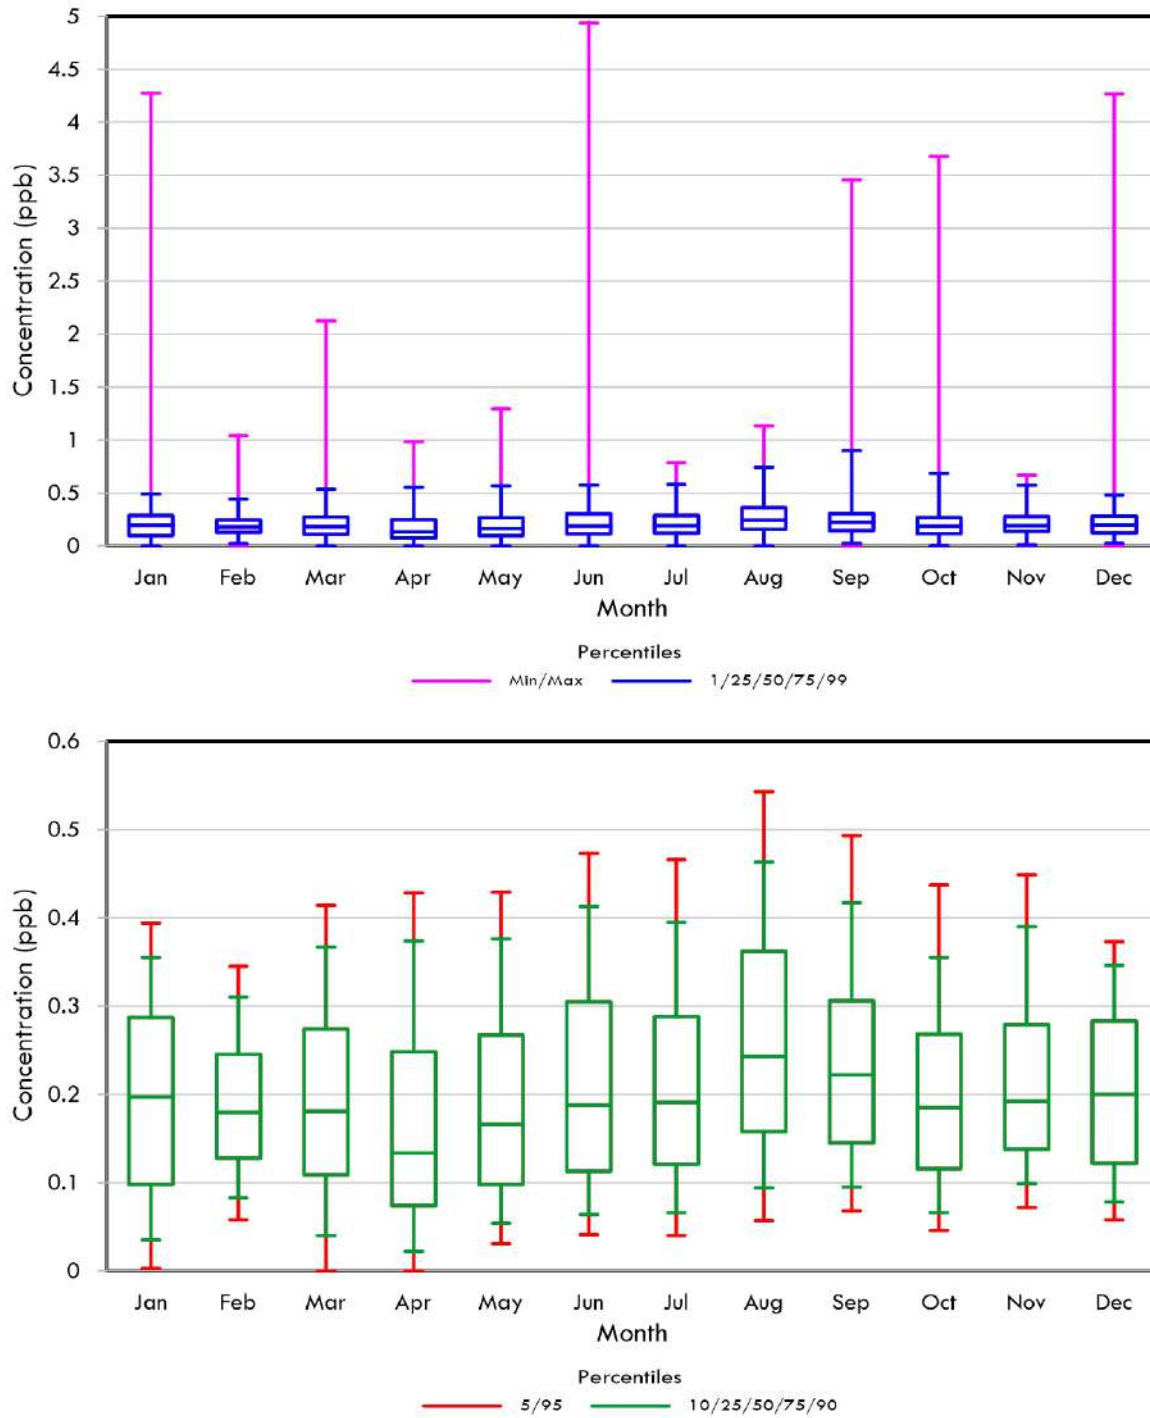 5
4.5
4
3.5
3
2.5
2
1.5
1
0.5
0
Concentration (ppb)
Jan Feb Mar Apr May Jun Jul Aug Sep Oct Nov Dec
Month
Percentiles
Min/Max 1/25/50/75/99
0.6
0.5
0.4
0.3
0.2
0.1
0
Concentration (ppb)
Jan Feb Mar Apr May Jun Jul Aug Sep Oct Nov Dec
Month
Percentiles
5/95 10/25/50/75/90